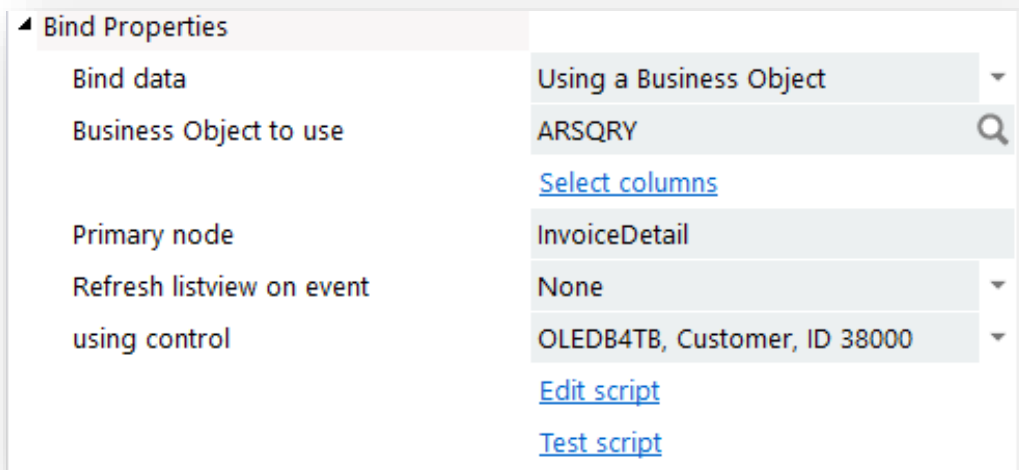 Bind Properties
Bind data Using a Business Object
Business Object to use ARSQRY
Select columns
Primary node InvoiceDetail
Refresh listview on event None
using control OLEDB4TB, Customer, ID 38000
Edit script
Test script